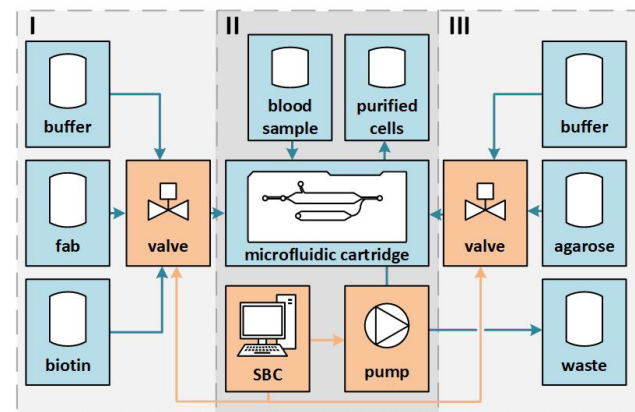 I
II
III
buffer
blood
sample
purified
cells
buffer
fab
valve
microfluidic cartridge
valve
agarose
biotin
SBC
pump
waste